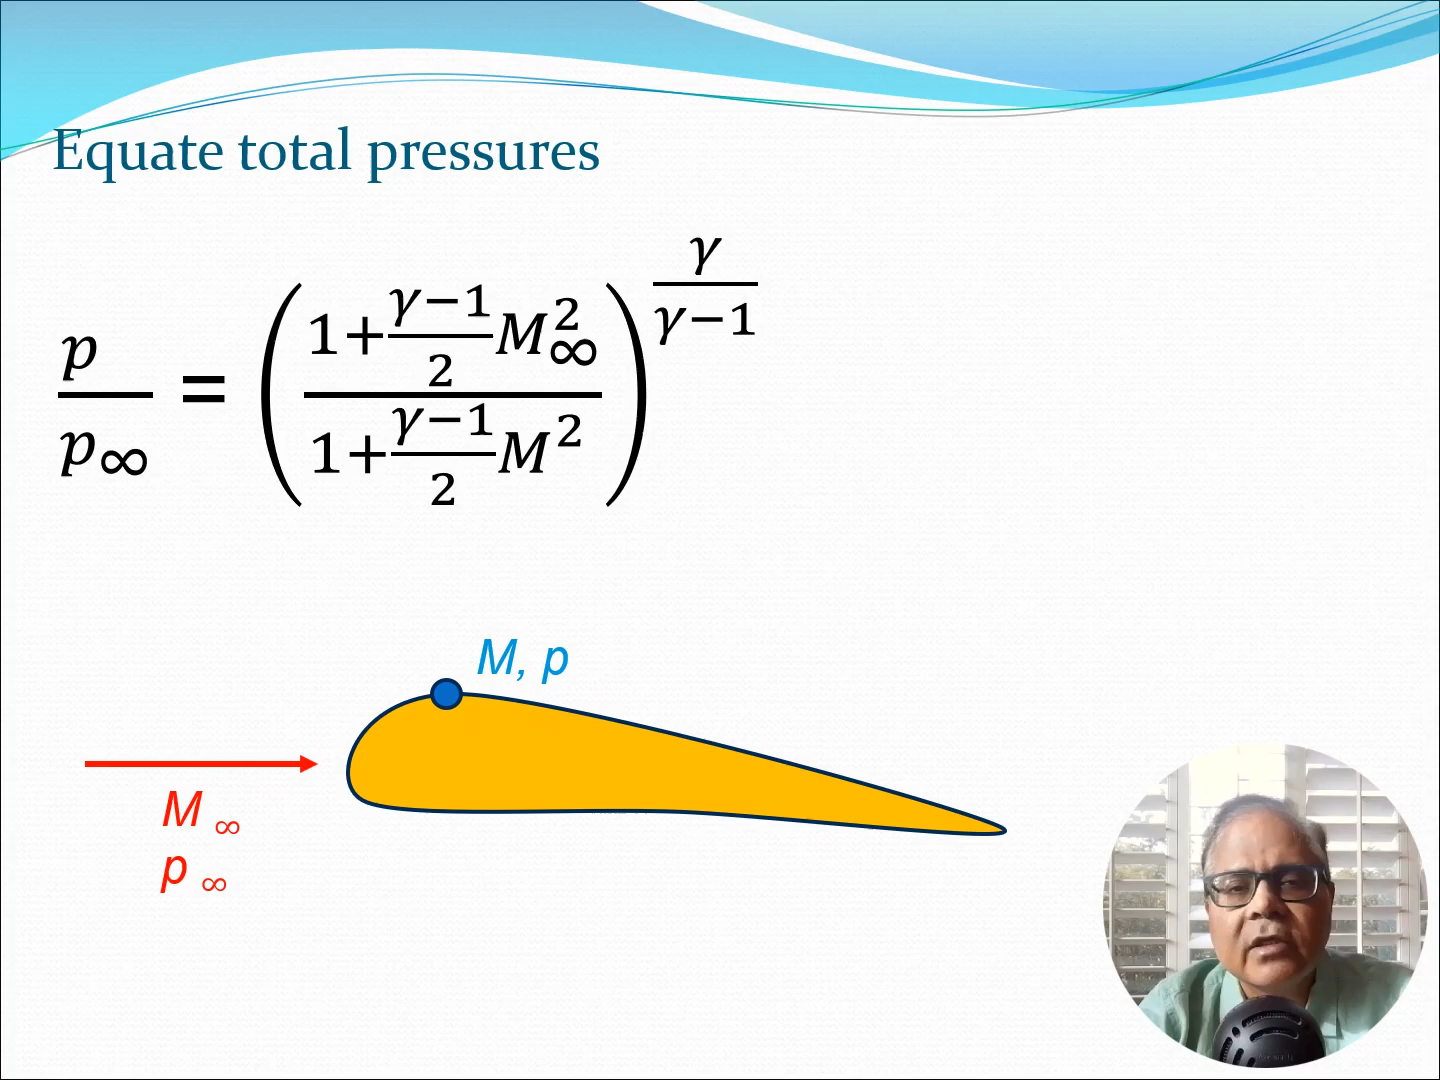 Equate total pressures
p/p∞ = ((1+(γ−1)/2 M∞²)/(1+(γ−1)/2 M²))^(γ/(γ−1))
M, p
M ∞
p ∞